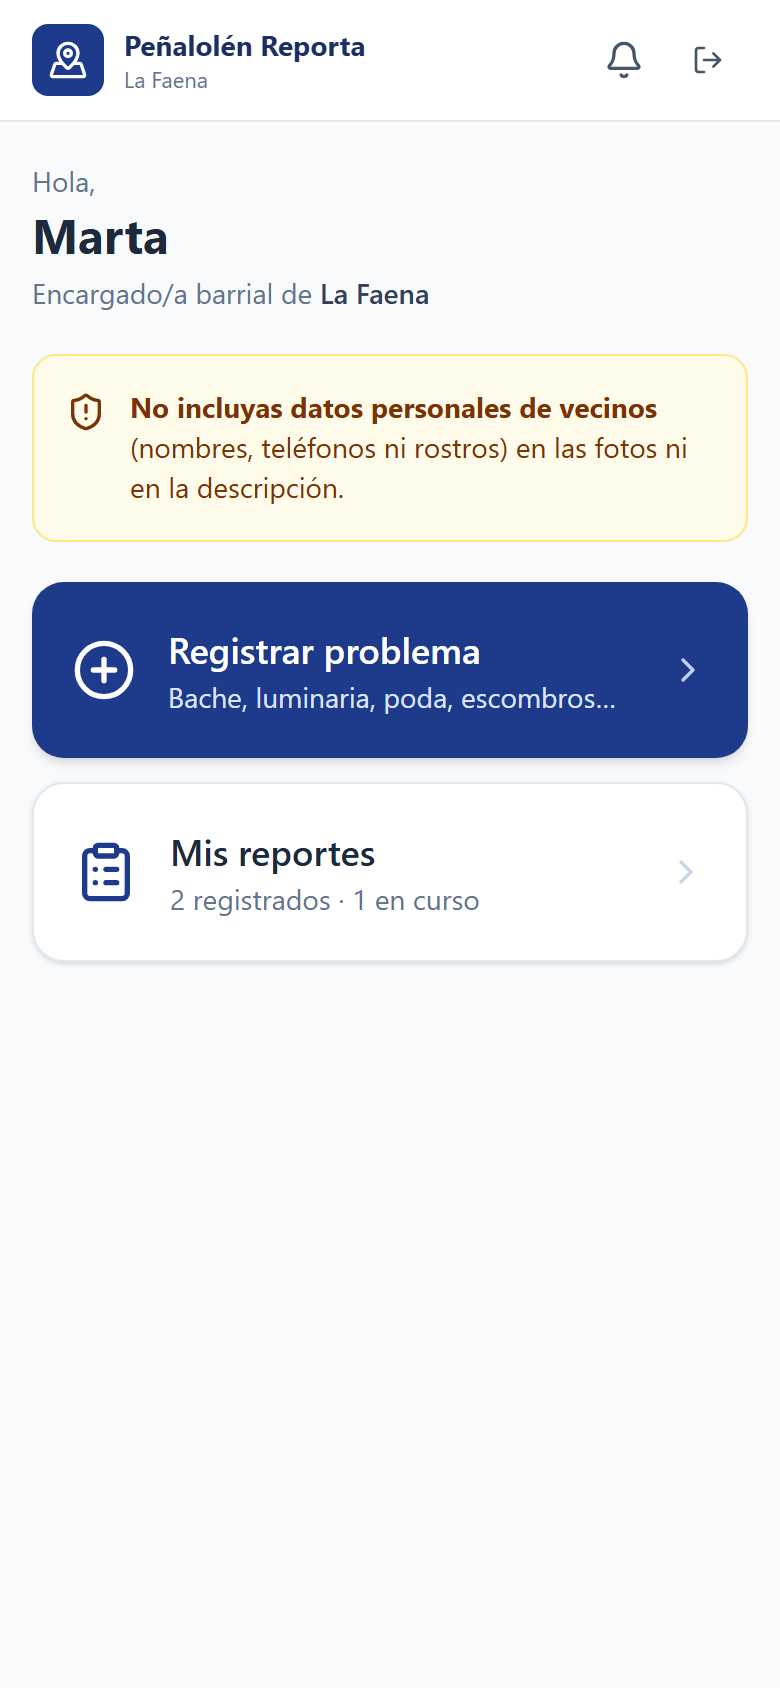 Peñalolén Reporta
La Faena
Hola,
Marta
Encargado/a barrial de La Faena
No incluyas datos personales de vecinos
(nombres, teléfonos ni rostros) en las fotos ni
en la descripción.
Registrar problema
Bache, luminaria, poda, escombros...
Mis reportes
2 registrados · 1 en curso